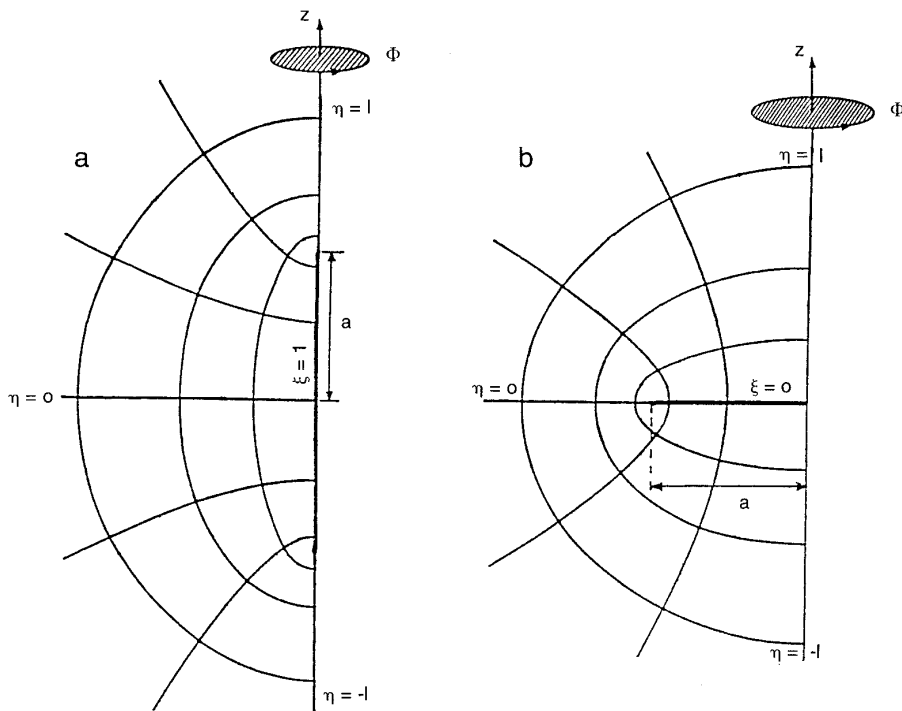 z
Φ
η = l
a
a
ξ = 1
η = o
η = -l
z
Φ
b
η = l
η = o
ξ = o
a
η = -l